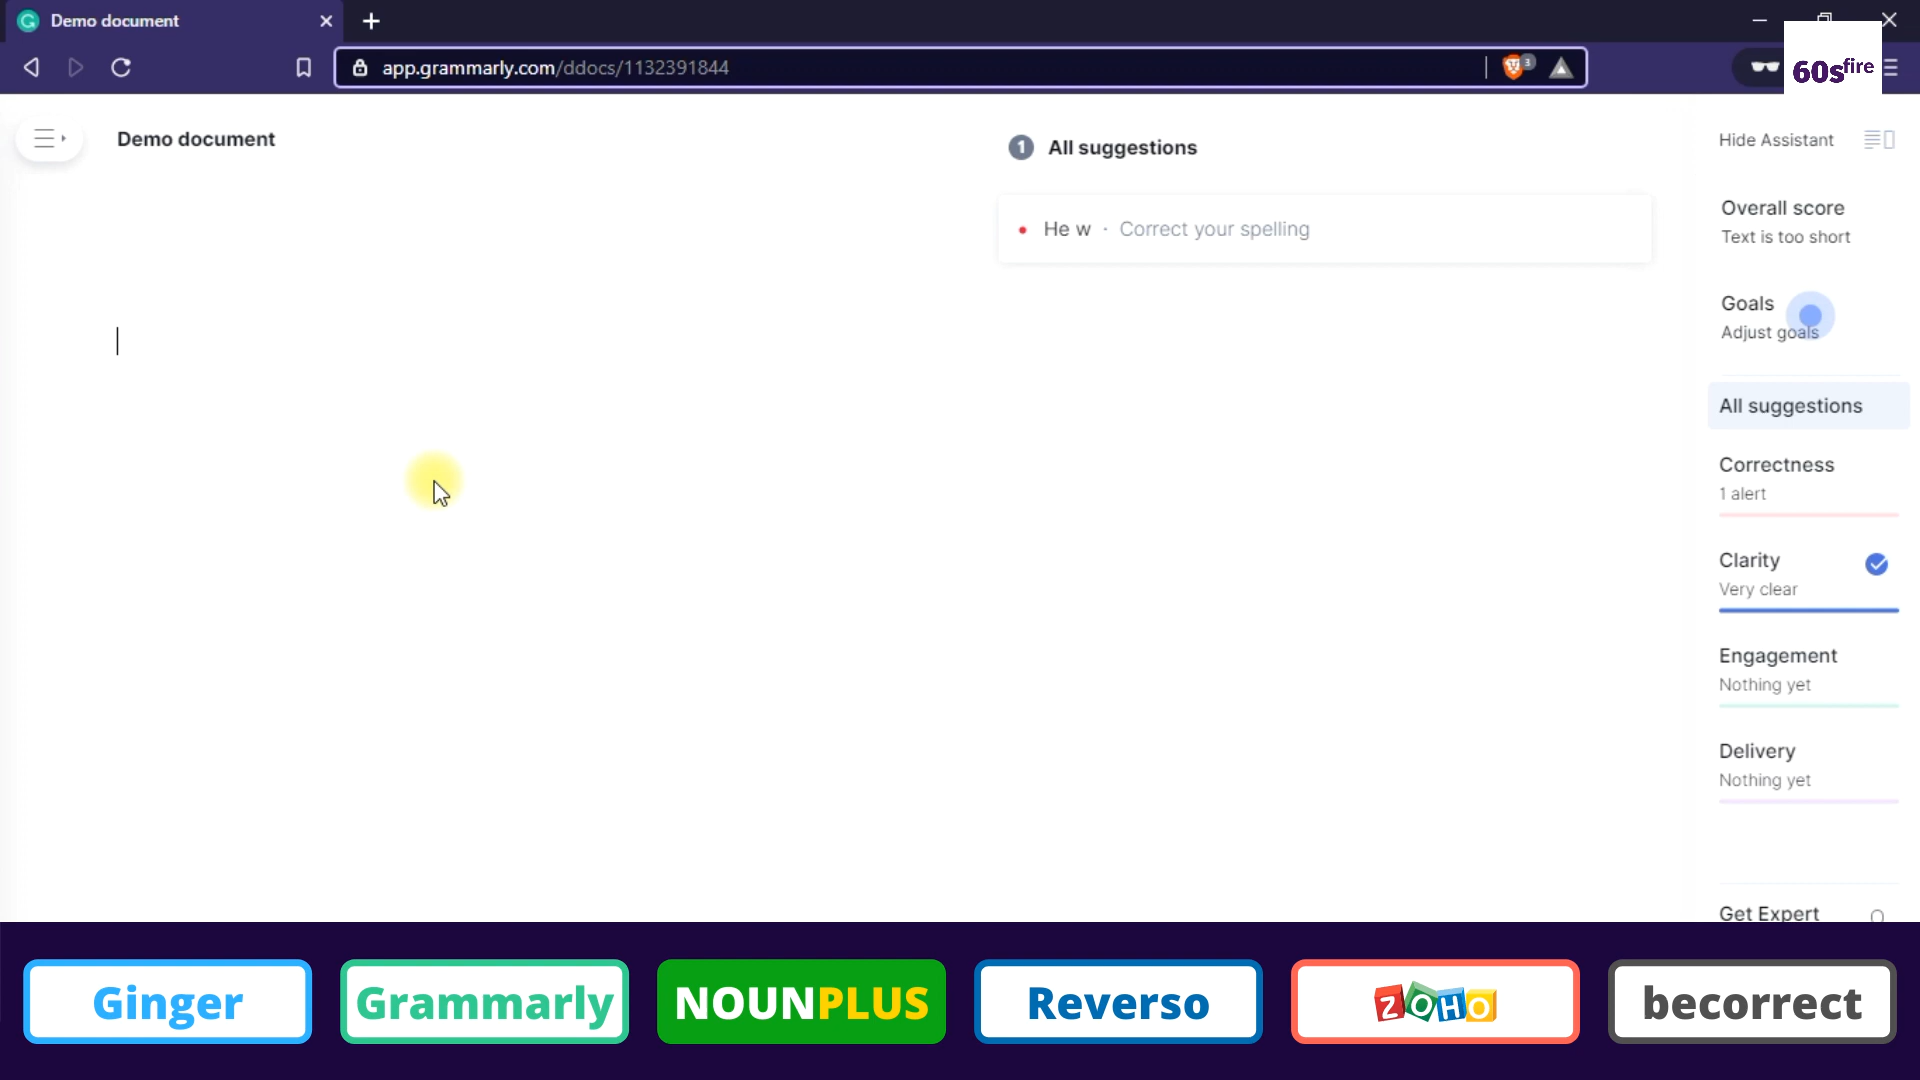 Demo document
app.grammarly.com/ddocs/1132391844
3
60sfire
Demo document
1 All suggestions
Hide Assistant
He w · Correct your spelling
Overall score
Text is too short
Goals
Adjust goals
All suggestions
Correctness
1 alert
Clarity
Very clear
Engagement
Nothing yet
Delivery
Nothing yet
Get Expert
Ginger
Grammarly
NOUNPLUS
Reverso
ZOHO
becorrect